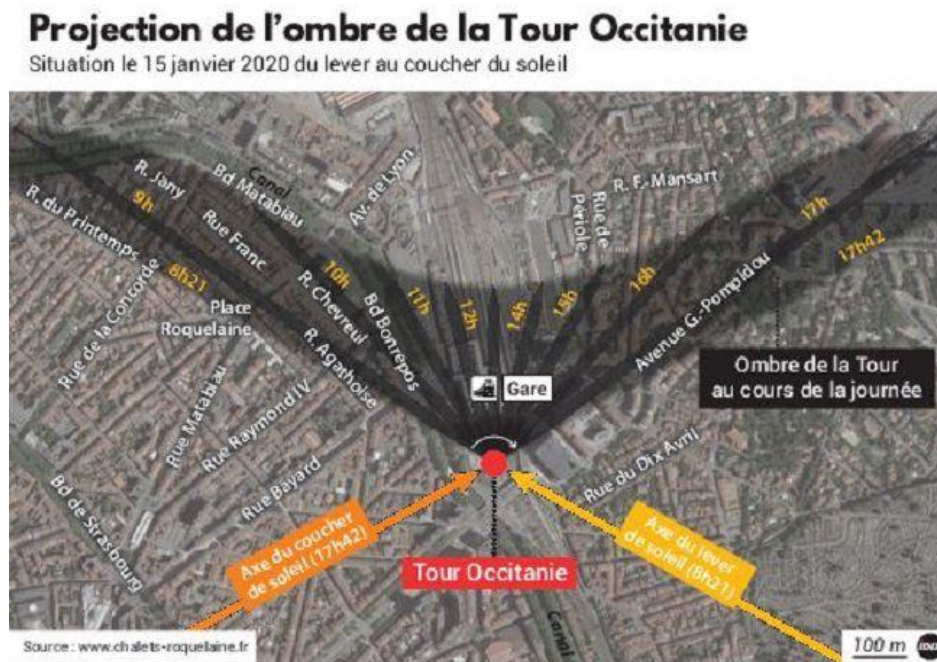 Projection de l'ombre de la Tour Occitanie
Situation le 15 janvier 2020 du lever au coucher du soleil
Canal
R. Jany
Bd Matabiau
Av. de Lyon
R. F.-Mansart
Rue de
Périole
R. du Printemps
9h
Rue Franc
17h
17h42
8h21
10h
11h
12h
14h
15h
16h
Rue de la Concorde
Place
Roquelaine
R. Chevreul
Bd Bonrepos
R. Agathoise
Avenue G.-Pompidou
Ombre de la Tour
au cours de la journée
Gare
Rue Matabiau
Rue Raymond IV
Rue Bayard
Rue du Dix Avril
Bd de Strasbourg
Axe du coucher
de soleil (17h42)
Axe du lever
de soleil (8h21)
Tour Occitanie
Canal
Source : www.chalets-roquelaine.fr
100 m